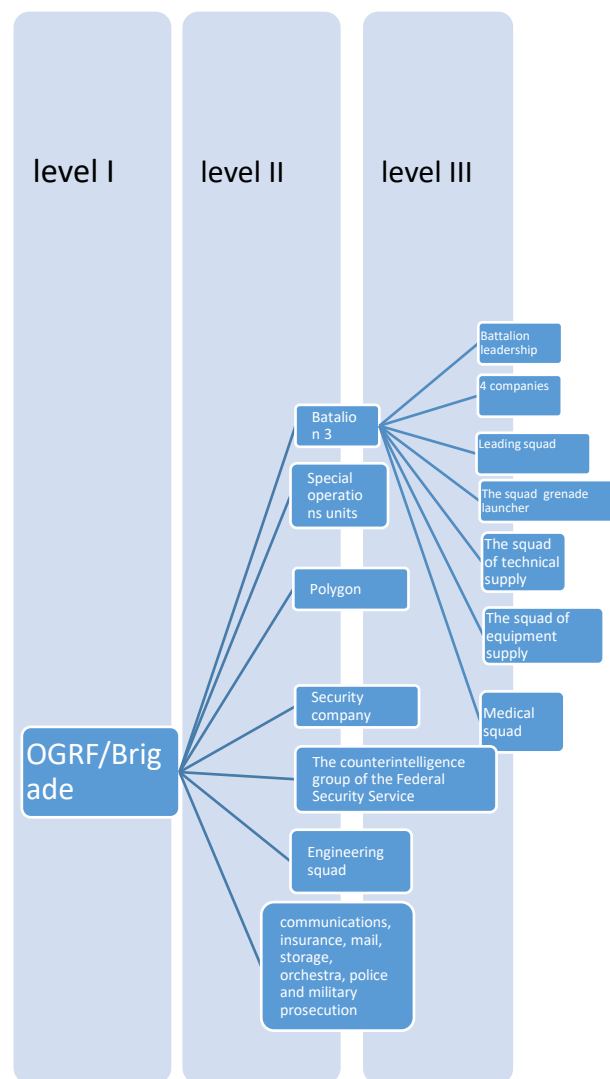 level I
level II
level III
Battalion
leadership
4 companies
Batalio
n 3
Leading squad
Special
operatio
ns units
The squad grenade
launcher
The squad
of technical
supply
Polygon
The squad of
equipment
supply
Security
company
Medical
squad
OGRF/Brig
ade
The counterintelligence
group of the Federal
Security Service
Engineering
squad
communications,
insurance, mail,
storage,
orchestra, police
and military
prosecution